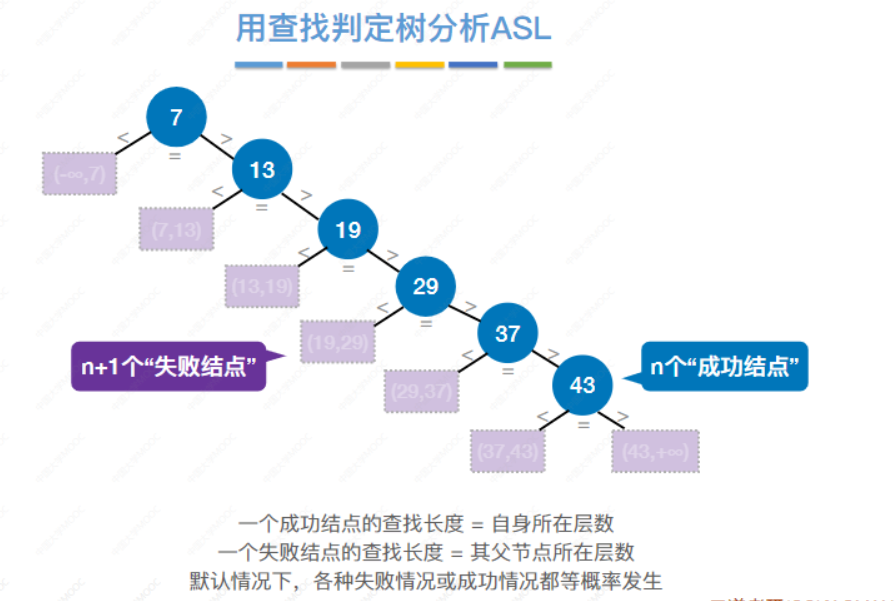 用查找判定树分析ASL
7
< = >
(-∞,7)
13
< = >
(7,13)
19
< = >
(13,19)
29
< = >
(19,29)
37
< = >
(29,37)
43
< = >
(37,43)
(43,+∞)
n+1个“失败结点”
n个“成功结点”
一个成功结点的查找长度 = 自身所在层数
一个失败结点的查找长度 = 其父节点所在层数
默认情况下，各种失败情况或成功情况都等概率发生